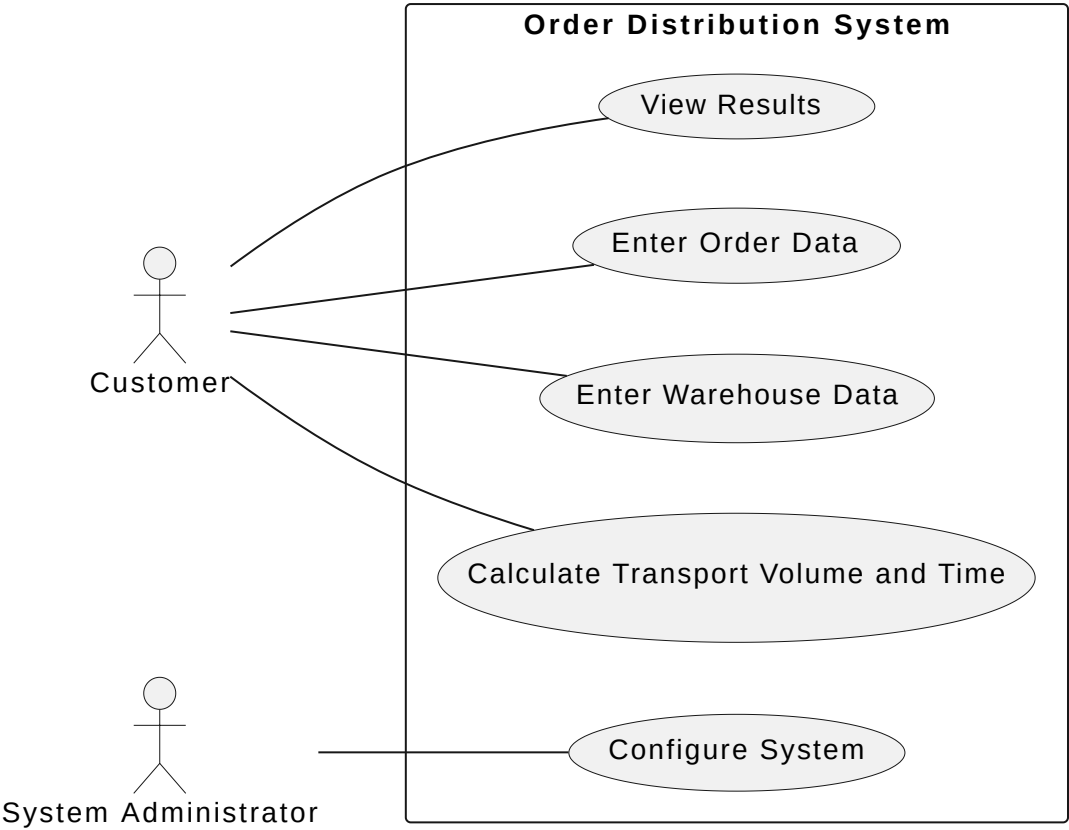 Order Distribution System
View Results
Enter Order Data
Enter Warehouse Data
Customer
Calculate Transport Volume and Time
Configure System
System Administrator